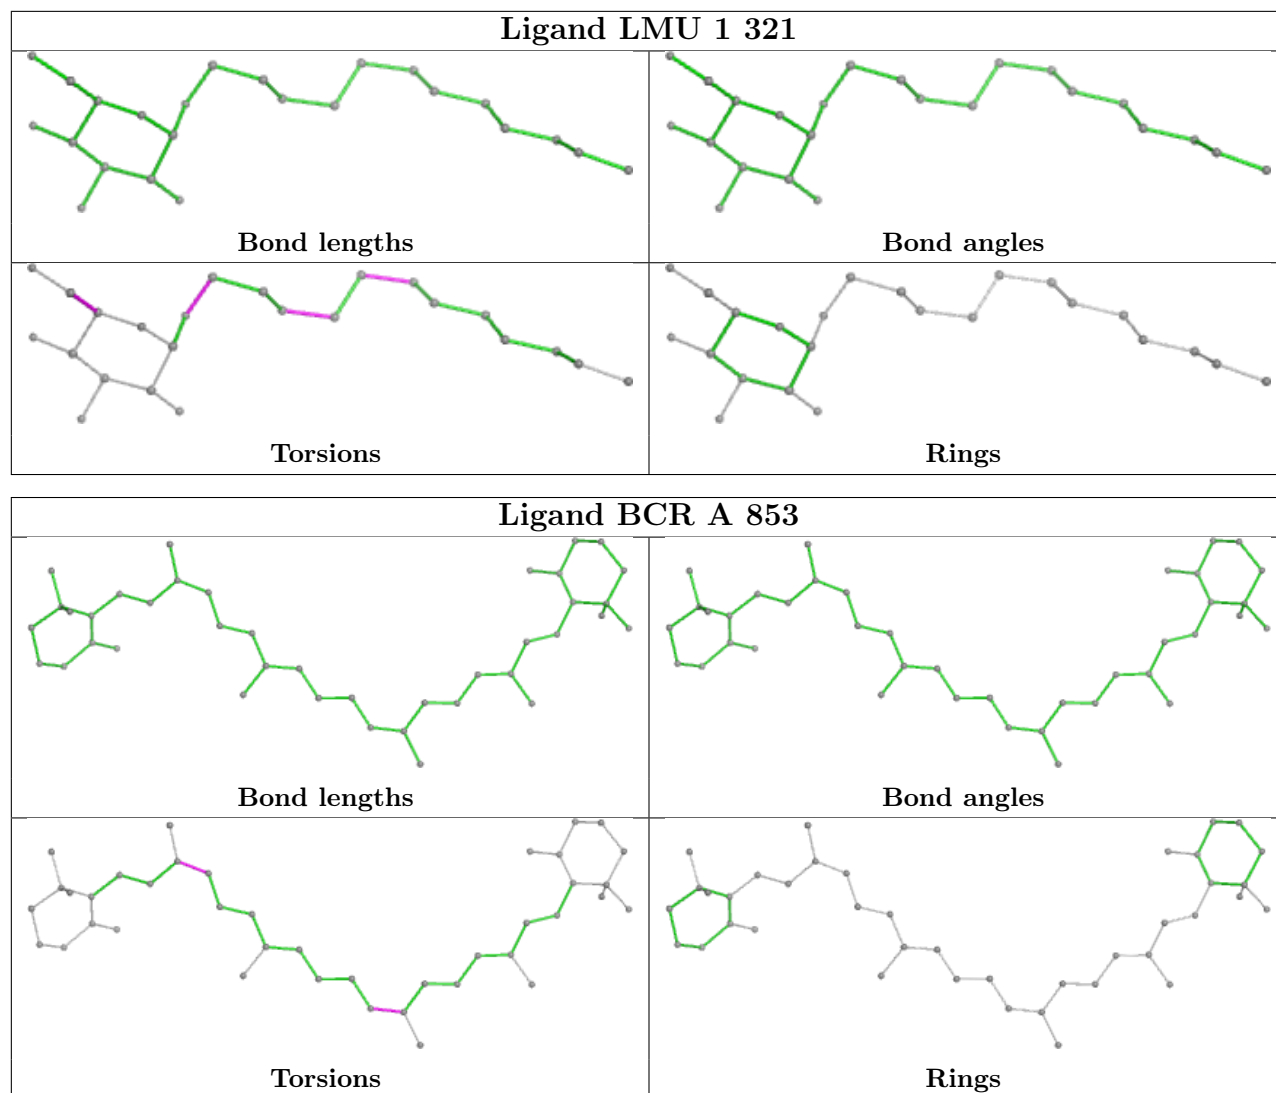 Ligand LMU 1 321
Bond lengths
Bond angles
Torsions
Rings
Ligand BCR A 853
Bond lengths
Bond angles
Torsions
Rings